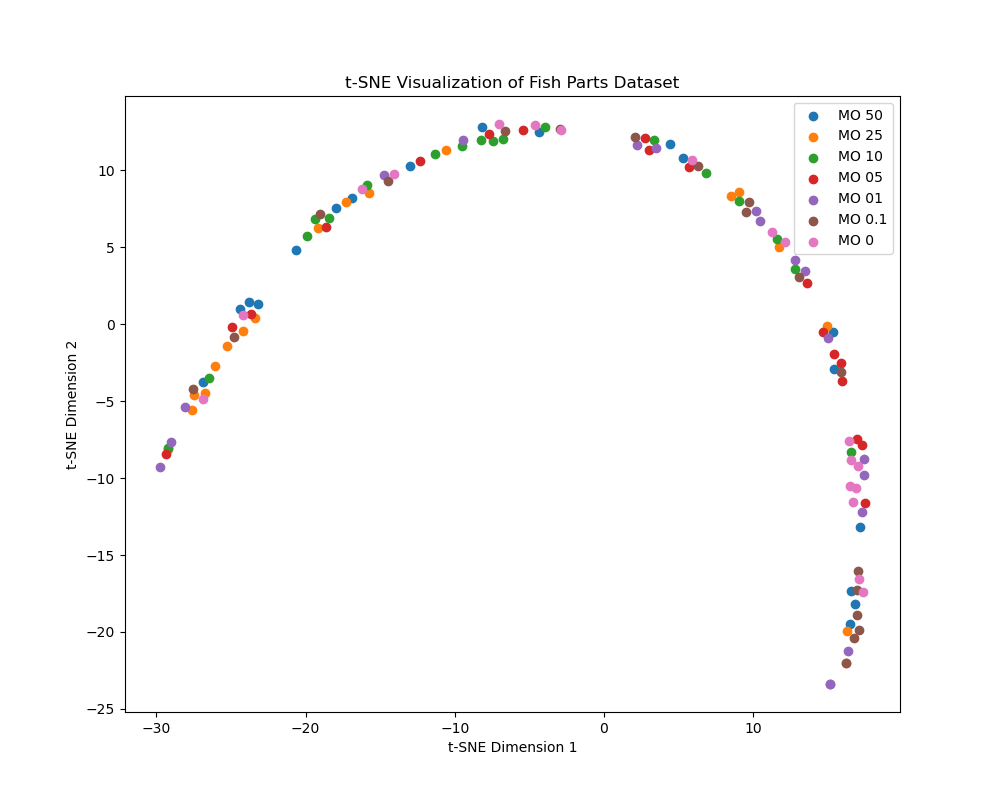 t-SNE Visualization of Fish Parts Dataset
MO 50
MO 25
MO 10
MO 05
MO 01
MO 0.1
MO 0
10
5
0
−5
−10
−15
−20
−25
t-SNE Dimension 2
−30
−20
−10
0
10
t-SNE Dimension 1